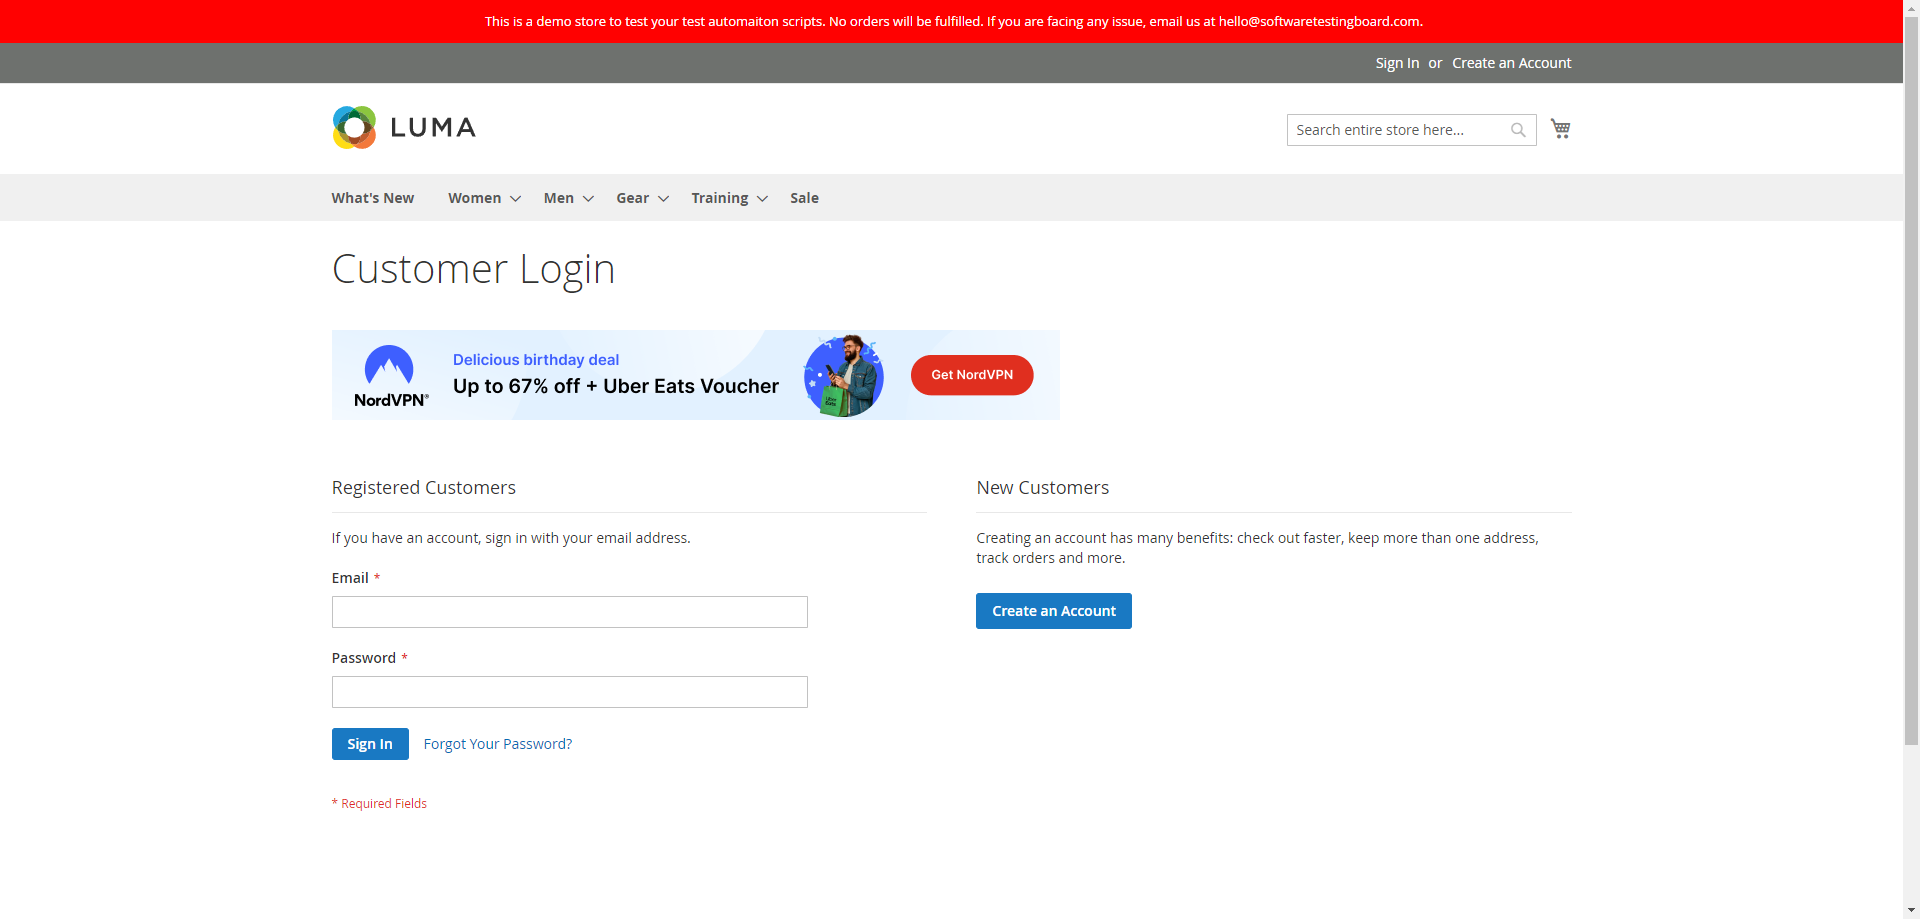 This is a demo store to test your test automaiton scripts. No orders will be fulfilled. If you are facing any issue, email us at hello@softwaretestingboard.com.
Sign In or Create an Account
LUMA
Search entire store here...
What's New Women Men Gear Training Sale
Customer Login
NordVPN®
Delicious birthday deal
Up to 67% off + Uber Eats Voucher
Uber
Eats
Get NordVPN
Registered Customers
If you have an account, sign in with your email address.
Email *
Password *
Sign In Forgot Your Password?
* Required Fields
New Customers
Creating an account has many benefits: check out faster, keep more than one address,
track orders and more.
Create an Account